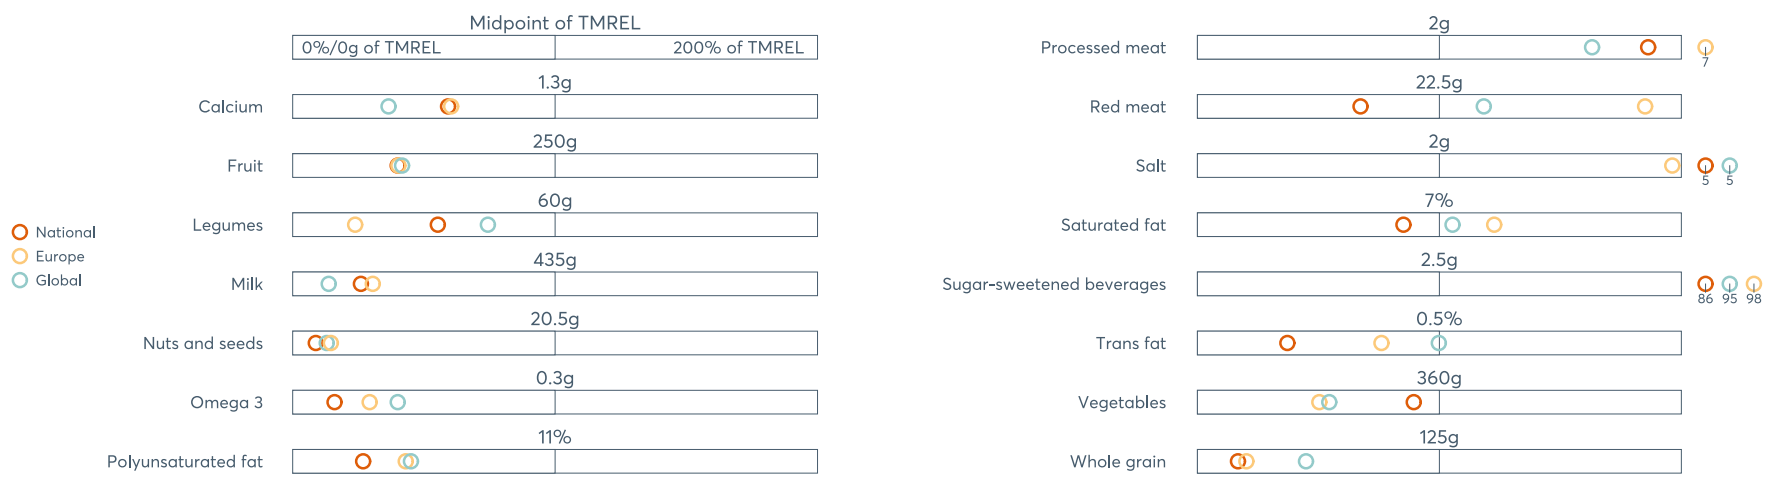 Midpoint of TMREL
0%/0g of TMREL 200% of TMREL
1.3g
Calcium
250g
Fruit
60g
Legumes
435g
Milk
20.5g
Nuts and seeds
0.3g
Omega 3
11%
Polyunsaturated fat
National
Europe
Global
2g
Processed meat
7
22.5g
Red meat
2g
Salt
5 5
7%
Saturated fat
2.5g
Sugar-sweetened beverages
86 95 98
0.5%
Trans fat
360g
Vegetables
125g
Whole grain